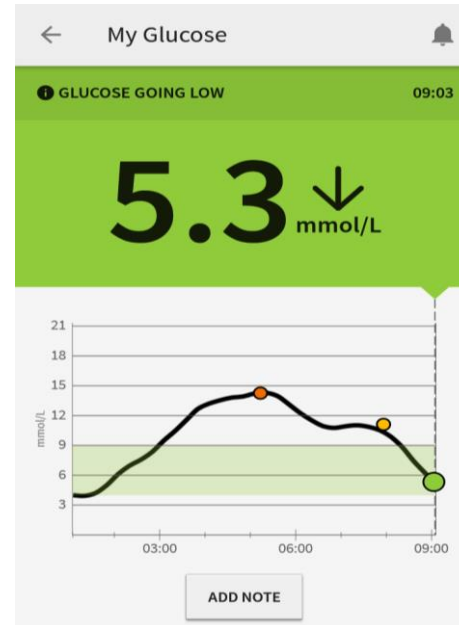 My Glucose
GLUCOSE GOING LOW 09:03
5.3 mmol/L
21
18
15
12
9
6
3
mmol/L
03:00 06:00 09:00
ADD NOTE